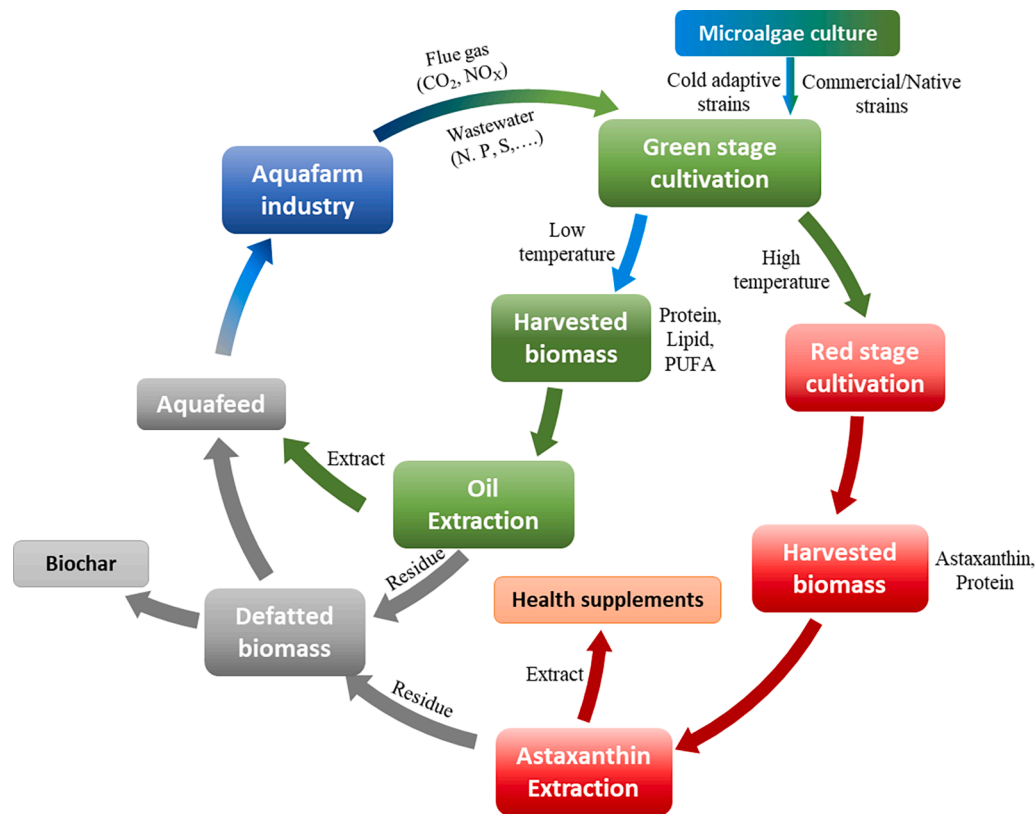 Microalgae culture
Flue gas
(CO₂, NOₓ)
Cold adaptive
strains
Commercial/Native
strains
Wastewater
(N. P, S,....)
Green stage
cultivation
Aquafarm
industry
Low
temperature
High
temperature
Harvested
biomass
Protein,
Lipid,
PUFA
Red stage
cultivation
Aquafeed
Extract
Oil
Extraction
Harvested
biomass
Astaxanthin,
Protein
Biochar
Residue
Health supplements
Defatted
biomass
Extract
Residue
Astaxanthin
Extraction